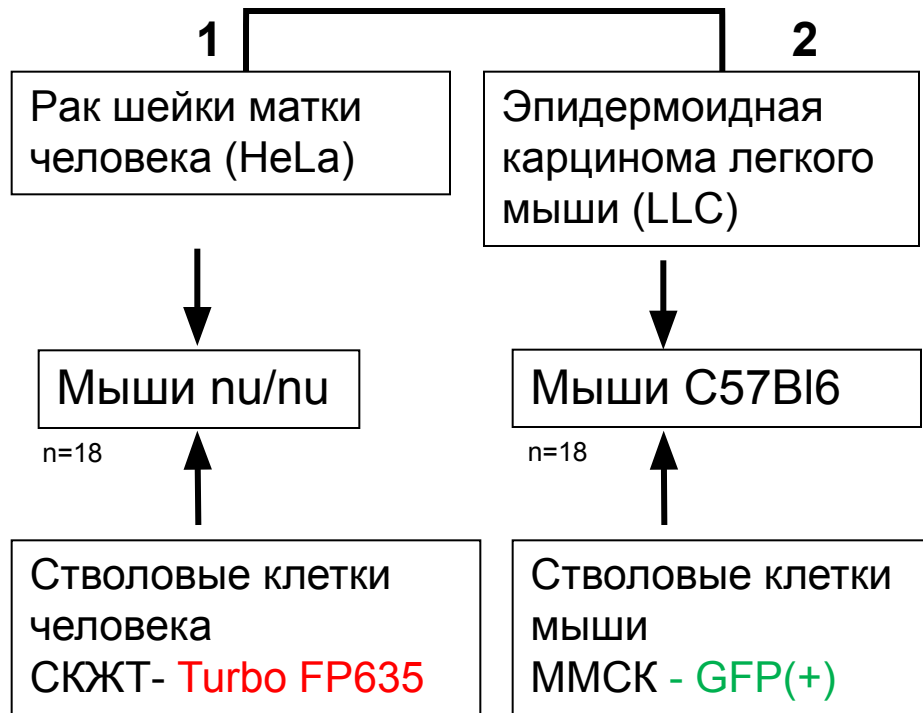 1
Рак шейки матки
человека (HeLa)
Мыши nu/nu
n=18
Стволовые клетки
человека
СКЖТ- Turbo FP635
2
Эпидермоидная
карцинома легкого
мыши (LLC)
Мыши C57Bl6
n=18
Стволовые клетки
мыши
ММСК - GFP(+)